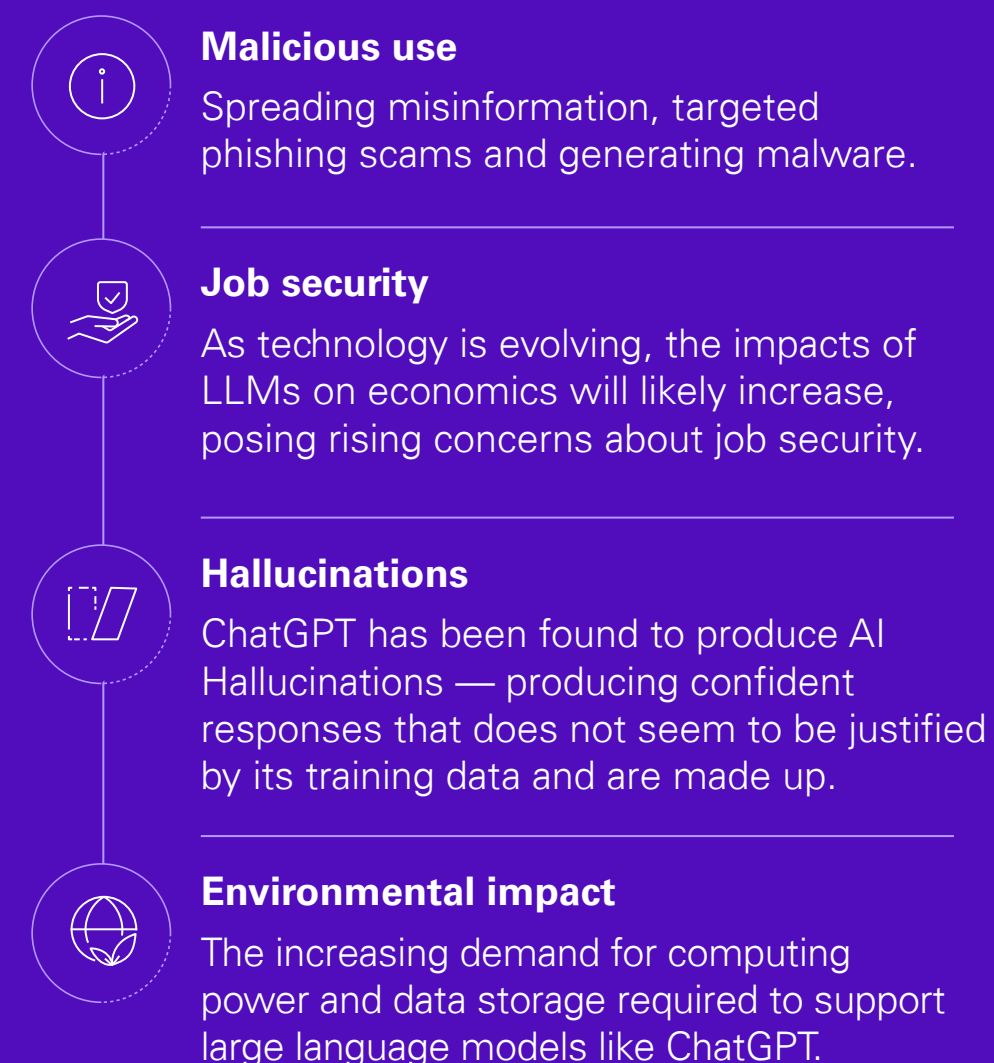 Malicious use
Spreading misinformation, targeted
phishing scams and generating malware.
Job security
As technology is evolving, the impacts of
LLMs on economics will likely increase,
posing rising concerns about job security.
Hallucinations
ChatGPT has been found to produce AI
Hallucinations — producing confident
responses that does not seem to be justified
by its training data and are made up.
Environmental impact
The increasing demand for computing
power and data storage required to support
large language models like ChatGPT.